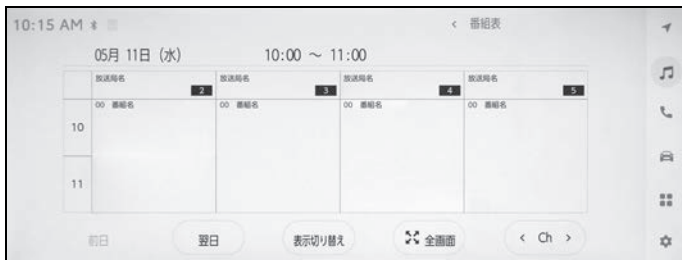 10:15 AM
< 番組表
05月 11日 (水) 10:00 ～ 11:00
放送局名 放送局名 放送局名 放送局名
2 3 4 5
00 番組名 00 番組名 00 番組名 00 番組名
10
11
前日 翌日 表示切り替え 全画面 < Ch >